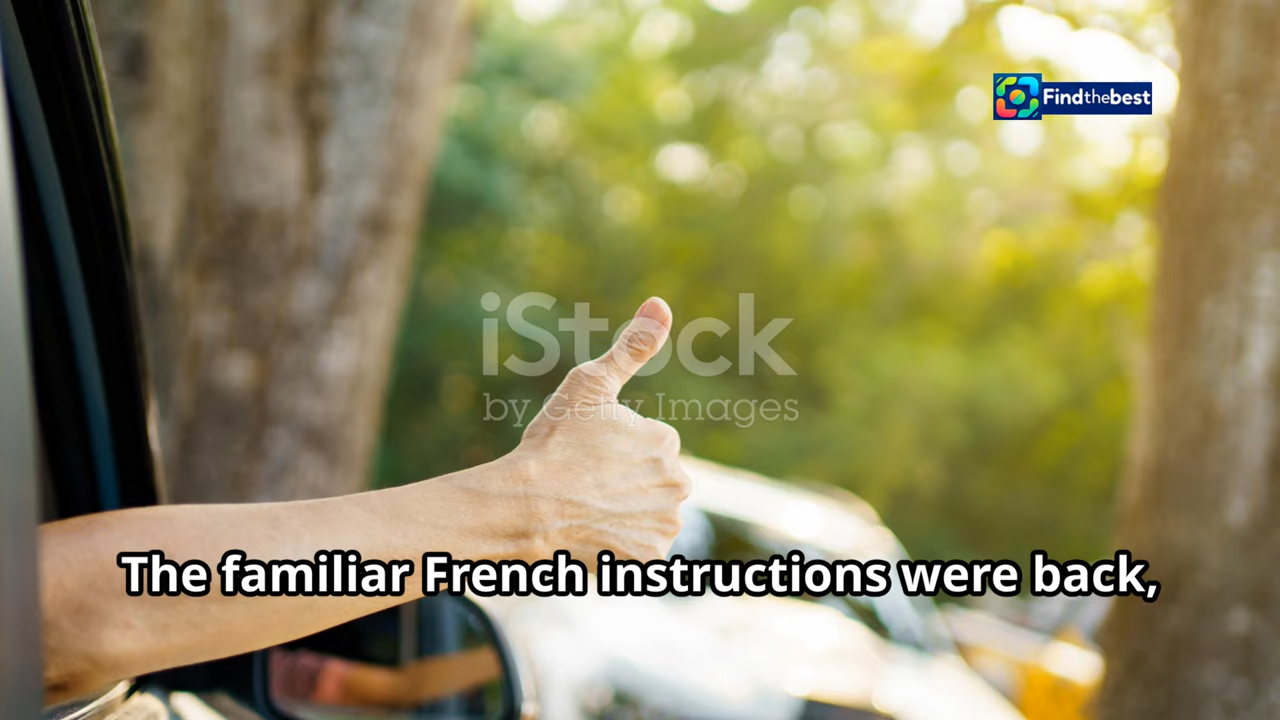 Findthebest
iStock
by Getty Images
The familiar French instructions were back,